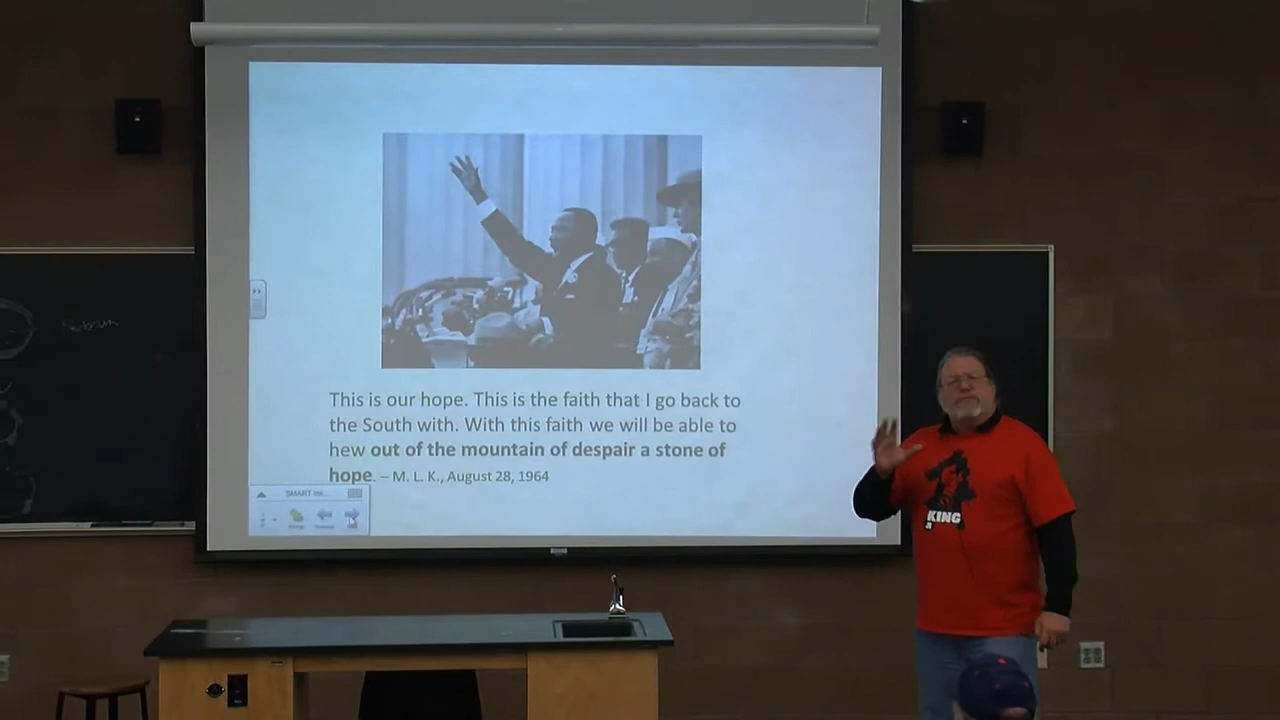 This is our hope. This is the faith that I go back to
the South with. With this faith we will be able to
hew out of the mountain of despair a stone of
hope. – M. L. K., August 28, 1964
KING